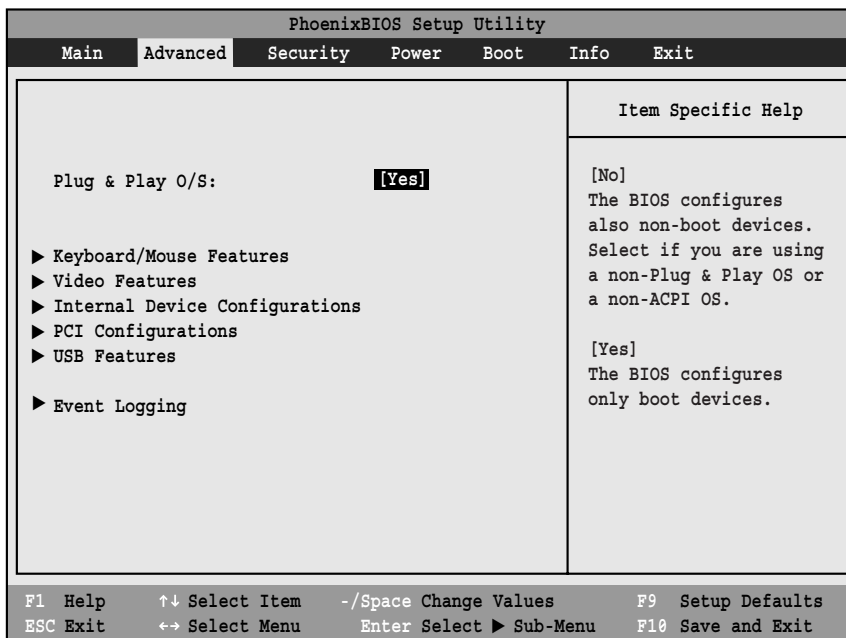 PhoenixBIOS Setup Utility
Main Advanced Security Power Boot Info Exit
Plug & Play O/S: [Yes]
▶ Keyboard/Mouse Features
▶ Video Features
▶ Internal Device Configurations
▶ PCI Configurations
▶ USB Features
▶ Event Logging
Item Specific Help
[No]
The BIOS configures
also non-boot devices.
Select if you are using
a non-Plug & Play OS or
a non-ACPI OS.
[Yes]
The BIOS configures
only boot devices.
F1 Help ↑↓ Select Item -/Space Change Values F9 Setup Defaults
ESC Exit ←→ Select Menu Enter Select ▶ Sub-Menu F10 Save and Exit